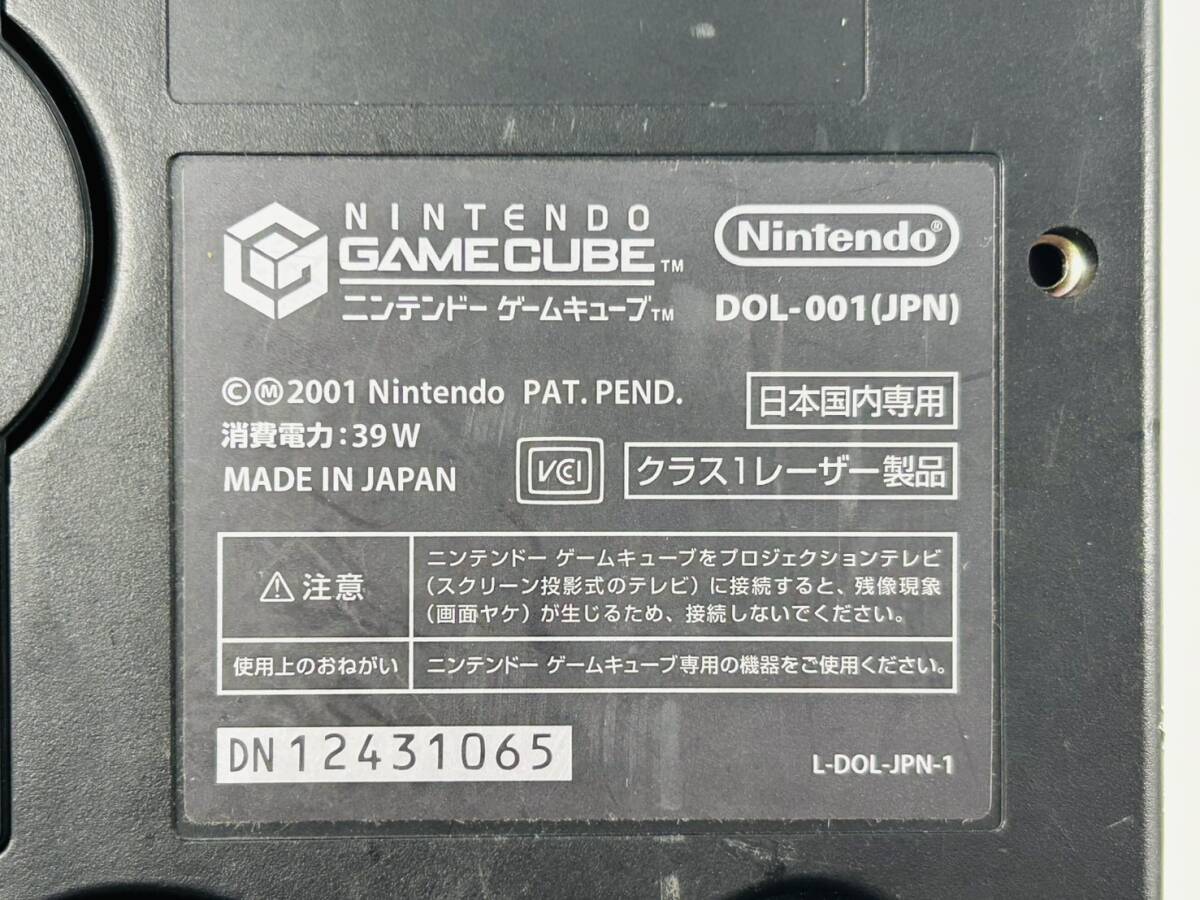 NINTENDO
GAMECUBE™
ニンテンドー ゲームキューブ™
Nintendo®
DOL-001(JPN)
©Ⓜ2001 Nintendo PAT. PEND.
日本国内専用
消費電力:39W
MADE IN JAPAN
VCI
クラス1レーザー製品
⚠注意
ニンテンドー ゲームキューブをプロジェクションテレビ
(スクリーン投影式のテレビ)に接続すると、残像現象
(画面ヤケ)が生じるため、接続しないでください。
使用上のおねがい
ニンテンドー ゲームキューブ専用の機器をご使用ください。
DN12431065
L-DOL-JPN-1